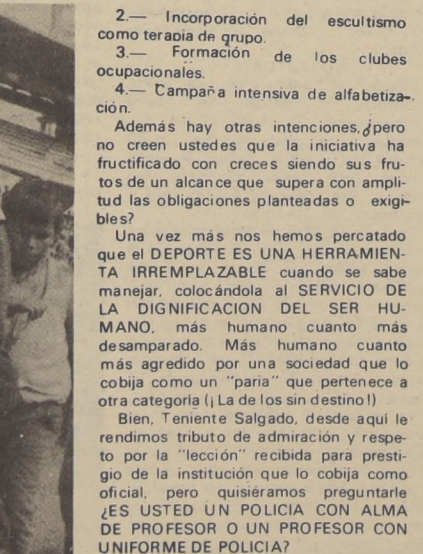 2.— Incorporación del escultismo
como terapia de grupo.
3.— Formación de los clubes
ocupacionales.
4.— Campaña intensiva de alfabetiza-
ción.
Además hay otras intenciones, ¿pero
no creen ustedes que la iniciativa ha
fructificado con creces siendo sus fru-
tos de un alcance que supera con ampli-
tud las obligaciones planteadas o exigi-
bles?
Una vez más nos hemos percatado
que el DEPORTE ES UNA HERRAMIEN-
TA IRREMPLAZABLE cuando se sabe
manejar, colocándola al SERVICIO DE
LA DIGNIFICACION DEL SER HU-
MANO, más humano cuanto más
desamparado. Más humano cuanto
más agredido por una sociedad que lo
cobija como un "paria" que pertenece a
otra categoría (¡ La de los sin destino !)
Bien, Teniente Salgado, desde aquí le
rendimos tributo de admiración y respe-
to por la "lección" recibida para presti-
gio de la institución que lo cobija como
oficial, pero quisiéramos preguntarle
¿ES USTED UN POLICIA CON ALMA
DE PROFESOR O UN PROFESOR CON
UNIFORME DE POLICIA?